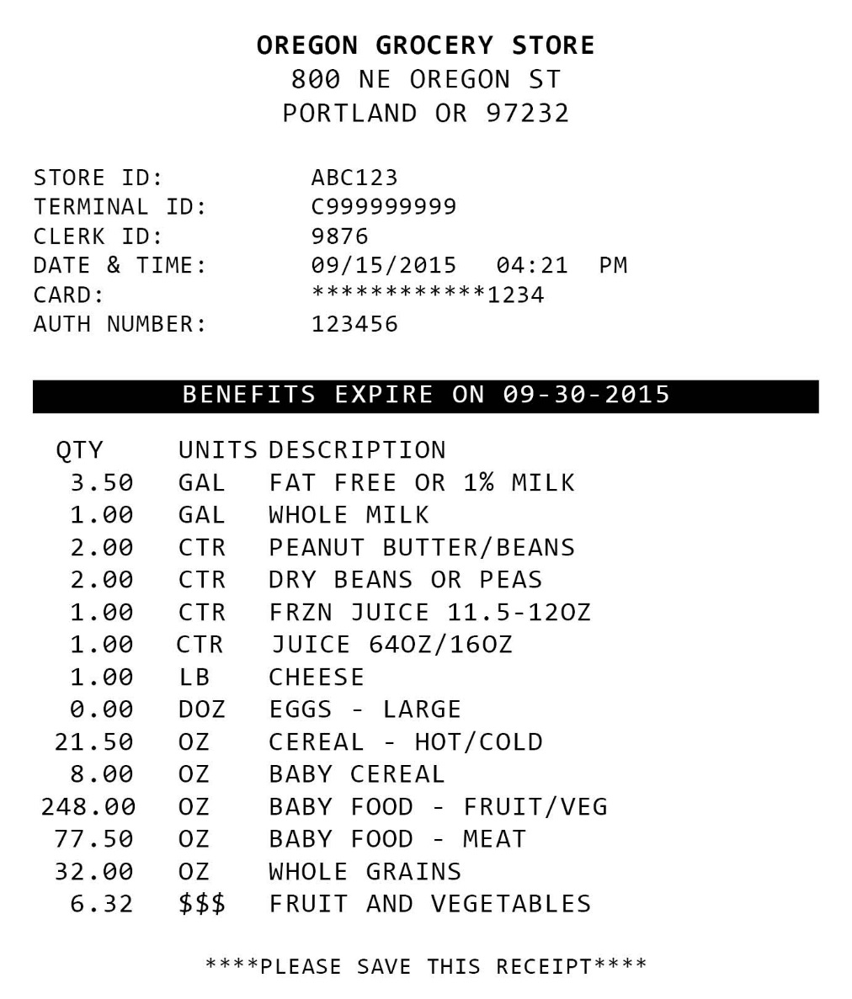 OREGON GROCERY STORE
800 NE OREGON ST
PORTLAND OR 97232
STORE ID: ABC123
TERMINAL ID: C999999999
CLERK ID: 9876
DATE & TIME: 09/15/2015 04:21 PM
CARD: ************1234
AUTH NUMBER: 123456
BENEFITS EXPIRE ON 09-30-2015
QTY UNITS DESCRIPTION
3.50 GAL FAT FREE OR 1% MILK
1.00 GAL WHOLE MILK
2.00 CTR PEANUT BUTTER/BEANS
2.00 CTR DRY BEANS OR PEAS
1.00 CTR FRZN JUICE 11.5-12OZ
1.00 CTR JUICE 64OZ/16OZ
1.00 LB CHEESE
0.00 DOZ EGGS - LARGE
21.50 OZ CEREAL - HOT/COLD
8.00 OZ BABY CEREAL
248.00 OZ BABY FOOD - FRUIT/VEG
77.50 OZ BABY FOOD - MEAT
32.00 OZ WHOLE GRAINS
6.32 $$$ FRUIT AND VEGETABLES
****PLEASE SAVE THIS RECEIPT****